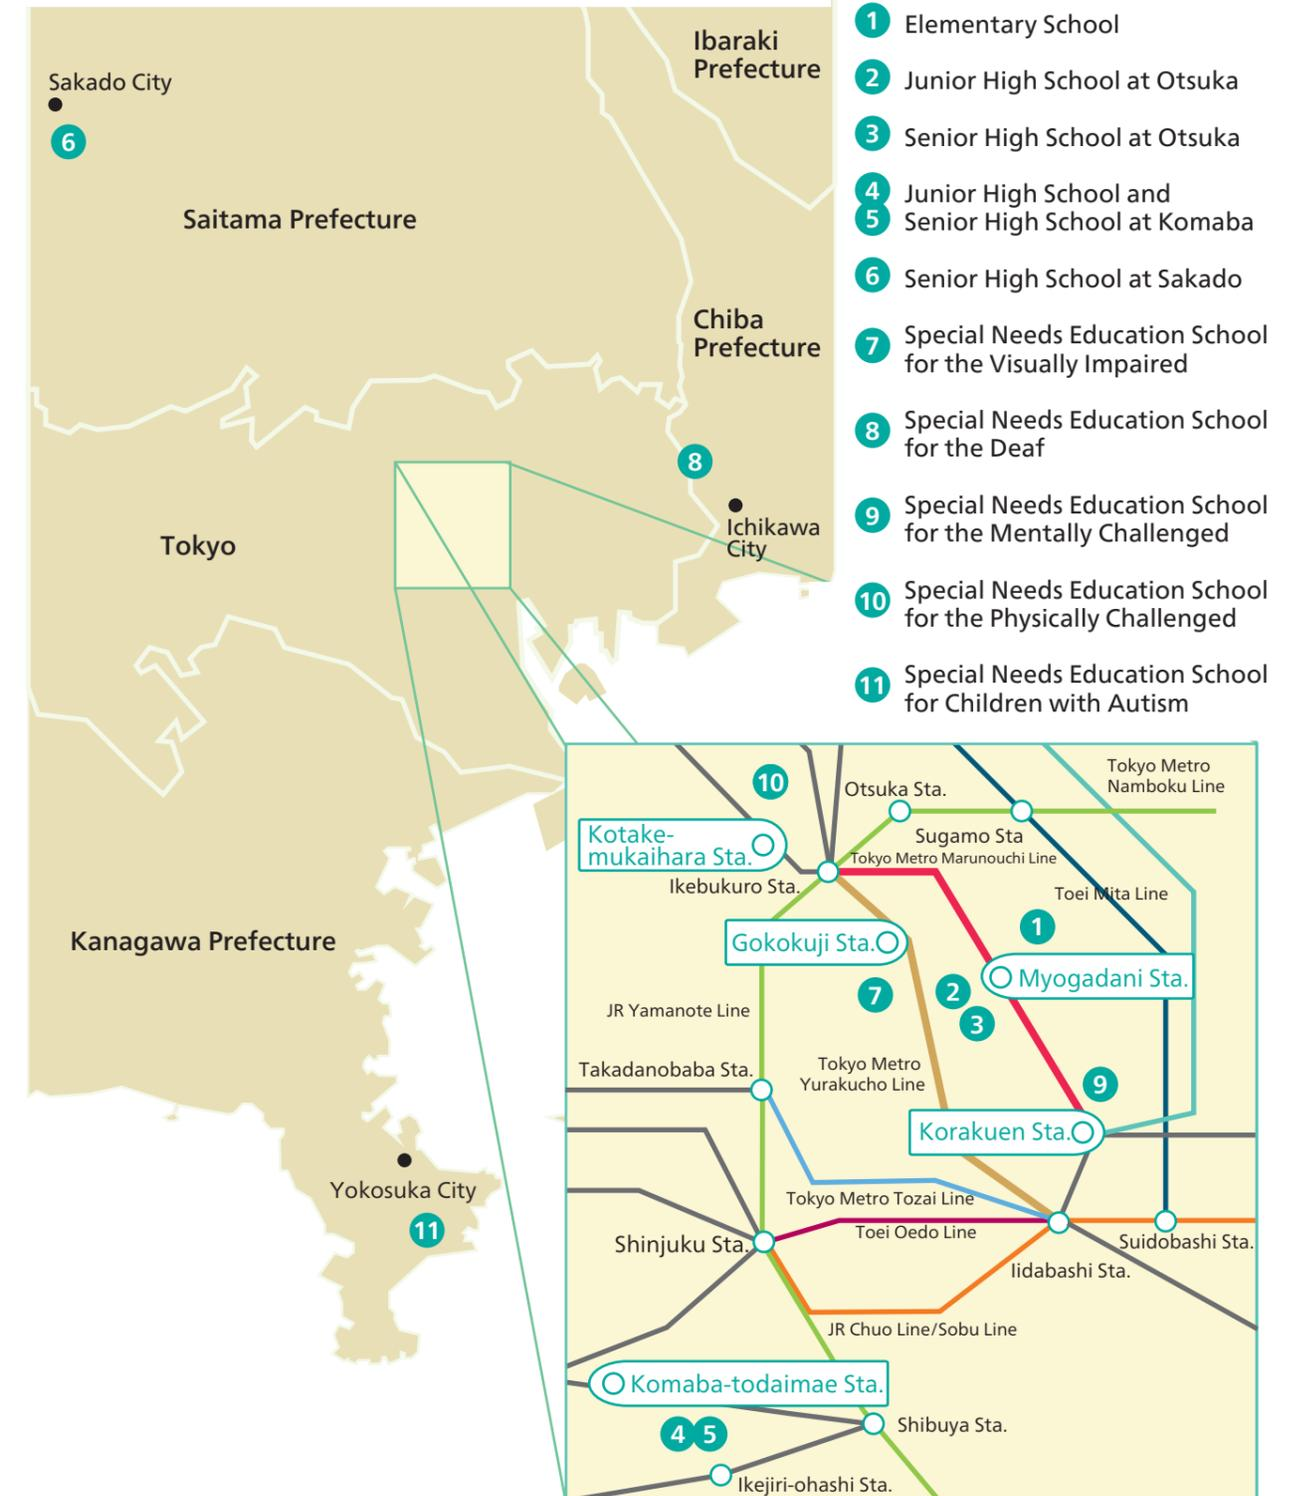 Sakado City
6
Saitama Prefecture
Ibaraki
Prefecture
Chiba
Prefecture
8
Ichikawa
City
Tokyo
Kanagawa Prefecture
Yokosuka City
11
1 Elementary School
2 Junior High School at Otsuka
3 Senior High School at Otsuka
4 Junior High School and
5 Senior High School at Komaba
6 Senior High School at Sakado
7 Special Needs Education School
for the Visually Impaired
8 Special Needs Education School
for the Deaf
9 Special Needs Education School
for the Mentally Challenged
10 Special Needs Education School
for the Physically Challenged
11 Special Needs Education School
for Children with Autism
10
Otsuka Sta.
Tokyo Metro
Namboku Line
Kotake-
mukaihara Sta.
Sugamo Sta
Tokyo Metro Marunouchi Line
Ikebukuro Sta.
Toei Mita Line
1
Gokokuji Sta.
Myogadani Sta.
7
2
3
JR Yamanote Line
Takadanobaba Sta.
Tokyo Metro
Yurakucho Line
9
Korakuen Sta.
Tokyo Metro Tozai Line
Toei Oedo Line
Shinjuku Sta.
Suidobashi Sta.
Iidabashi Sta.
JR Chuo Line/Sobu Line
Komaba-todaimae Sta.
4 5
Shibuya Sta.
Ikejiri-ohashi Sta.